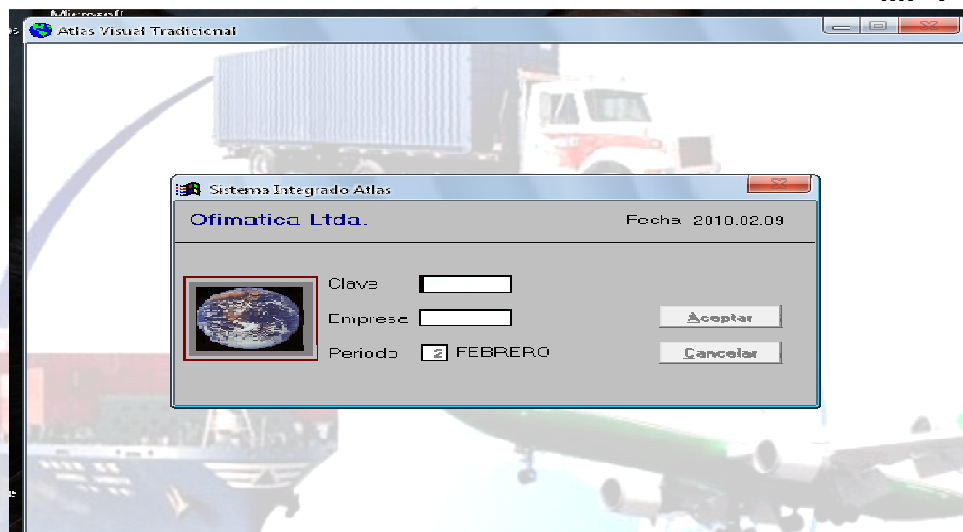 Microsoft
Atlas Visual Tradicional
Sistema Integrado Atlas
Ofimatica Ltda.
Fecha 2010.02.09
Clave
Empresa
Aceptar
Periodo 2 FEBRERO
Cancelar